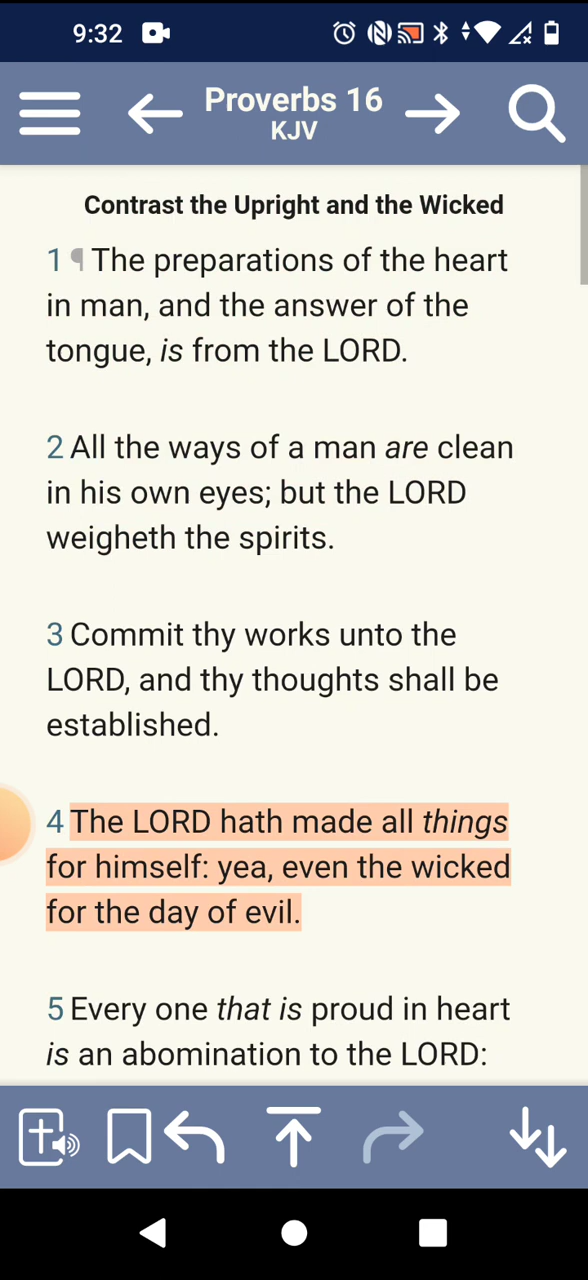 9:32
Proverbs 16
KJV
Contrast the Upright and the Wicked
1 ¶ The preparations of the heart
in man, and the answer of the
tongue, is from the LORD.
2 All the ways of a man are clean
in his own eyes; but the LORD
weigheth the spirits.
3 Commit thy works unto the
LORD, and thy thoughts shall be
established.
4 The LORD hath made all things
for himself: yea, even the wicked
for the day of evil.
5 Every one that is proud in heart
is an abomination to the LORD: